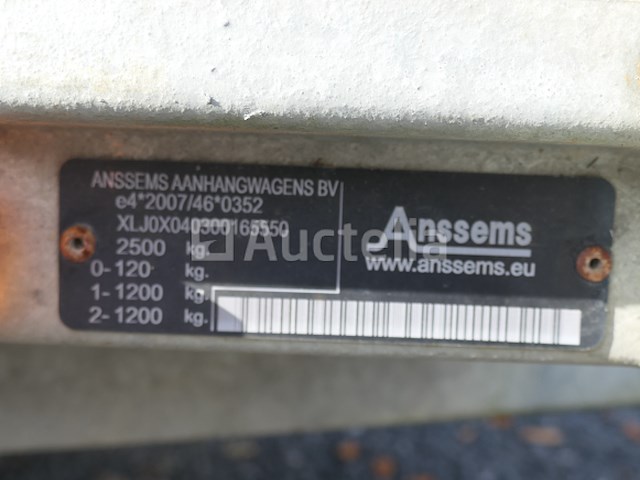 ANSSEMS AANHANGWAGENS BV
e4*2007/46*0352
XLJ0X040300165550
2500 kg.
0-120 kg.
1-1200 kg.
2-1200 kg.
Anssems
www.anssems.eu
Auctelia